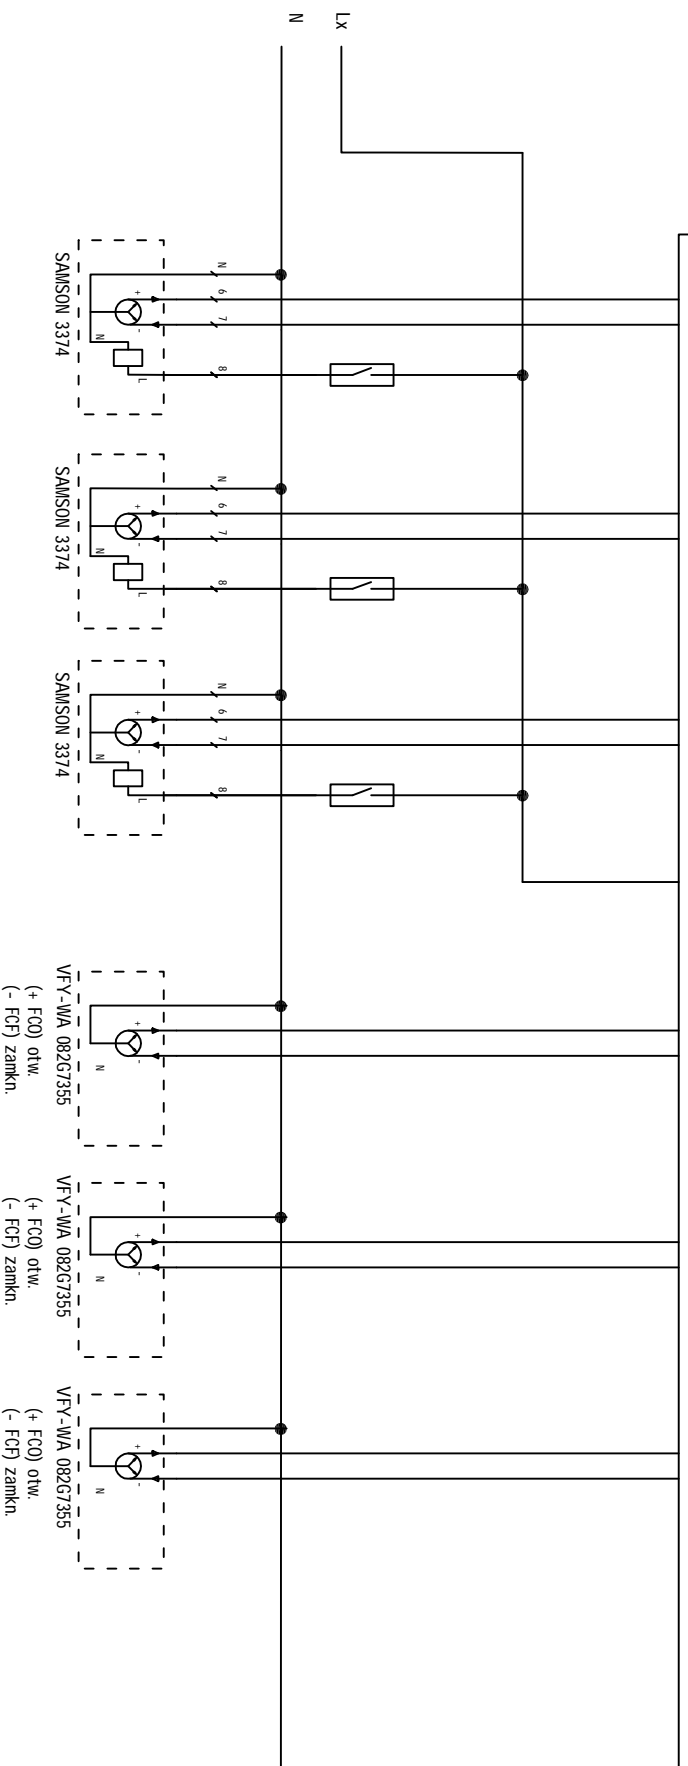 Lx
N
N
6
7
8
+
-
N
L
SAMSON 3374
N
6
7
8
+
-
N
L
SAMSON 3374
N
6
7
8
+
-
N
L
SAMSON 3374
+
-
N
VFY-WA 082G7355
(+ FCO) otw.
(- FCF) zamkn.
+
-
N
VFY-WA 082G7355
(+ FCO) otw.
(- FCF) zamkn.
+
-
N
VFY-WA 082G7355
(+ FCO) otw.
(- FCF) zamkn.